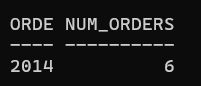 ORDE NUM_ORDERS
---- ----------
2014          6